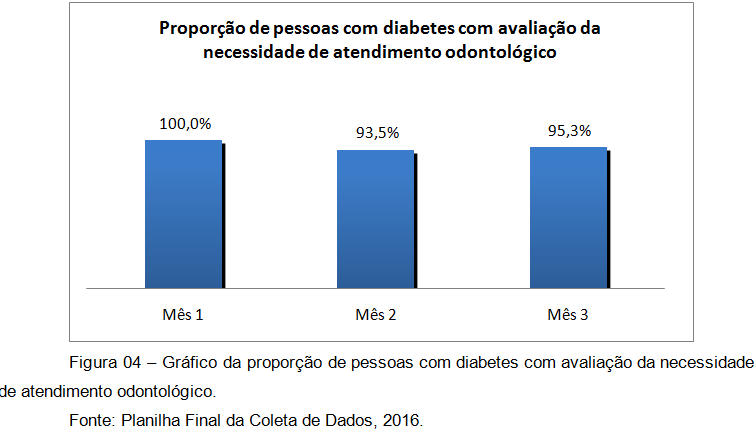 Proporção de pessoas com diabetes com avaliação da
necessidade de atendimento odontológico
100,0%
93,5%
95,3%
Mês 1
Mês 2
Mês 3
Figura 04 – Gráfico da proporção de pessoas com diabetes com avaliação da necessidade
de atendimento odontológico.
Fonte: Planilha Final da Coleta de Dados, 2016.